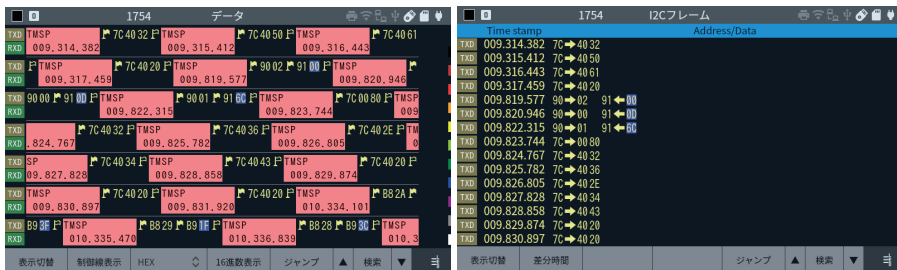 0 1754 データ
TXD TMSP 7C 40 32 TMSP 7C 40 50 TMSP 7C 40 61
RXD 009.314.382 009.315.412 009.316.443
TXD TMSP 7C 40 20 TMSP 90 02 91 00 TMSP
RXD 009.317.459 009.819.577 009.820.946
TXD 90 00 91 0D TMSP 90 01 91 6C TMSP 7C 00 80 TMSP
RXD 009.822.315 009.823.744 009
TXD 7C 40 32 TMSP 7C 40 36 TMSP 7C 40 2E TM
RXD .824.767 009.825.782 009.826.805 0
TXD SP 7C 40 34 TMSP 7C 40 43 TMSP 7C 40 20
RXD 09.827.828 009.828.858 009.829.874
TXD TMSP 7C 40 20 TMSP 7C 40 20 TMSP B8 2A
RXD 009.830.897 009.831.920 010.334.101
TXD B9 3F TMSP B8 29 B9 1F TMSP B8 28 B9 3C TMSP
RXD 010.335.470 010.336.839 010.3
表示切替 制御線表示 HEX 16進数表示 ジャンプ ▲ 検索 ▼
0 1754 I2Cフレーム
Time stamp Address/Data
TXD 009.314.382 7C➡40 32
TXD 009.315.412 7C➡40 50
TXD 009.316.443 7C➡40 61
TXD 009.317.459 7C➡40 20
TXD 009.819.577 90➡02 91⬅00
TXD 009.820.946 90➡00 91⬅0D
TXD 009.822.315 90➡01 91⬅6C
TXD 009.823.744 7C➡00 80
TXD 009.824.767 7C➡40 32
TXD 009.825.782 7C➡40 36
TXD 009.826.805 7C➡40 2E
TXD 009.827.828 7C➡40 34
TXD 009.828.858 7C➡40 43
TXD 009.829.874 7C➡40 20
TXD 009.830.897 7C➡40 20
表示切替 差分時間 ジャンプ ▲ 検索 ▼